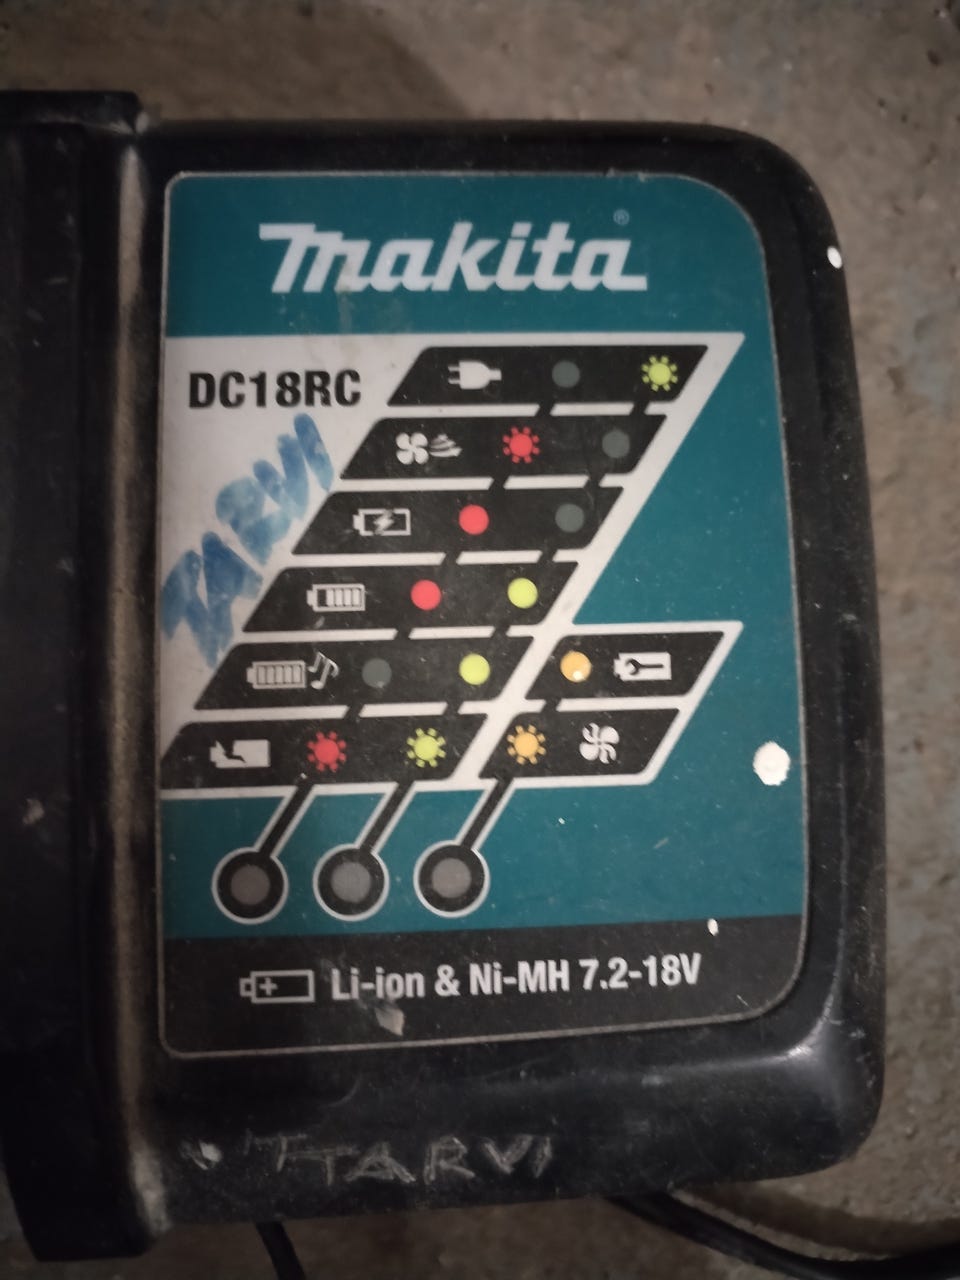 makita®
DC18RC
TARVI
Li-ion & Ni-MH 7.2-18V
TARVI